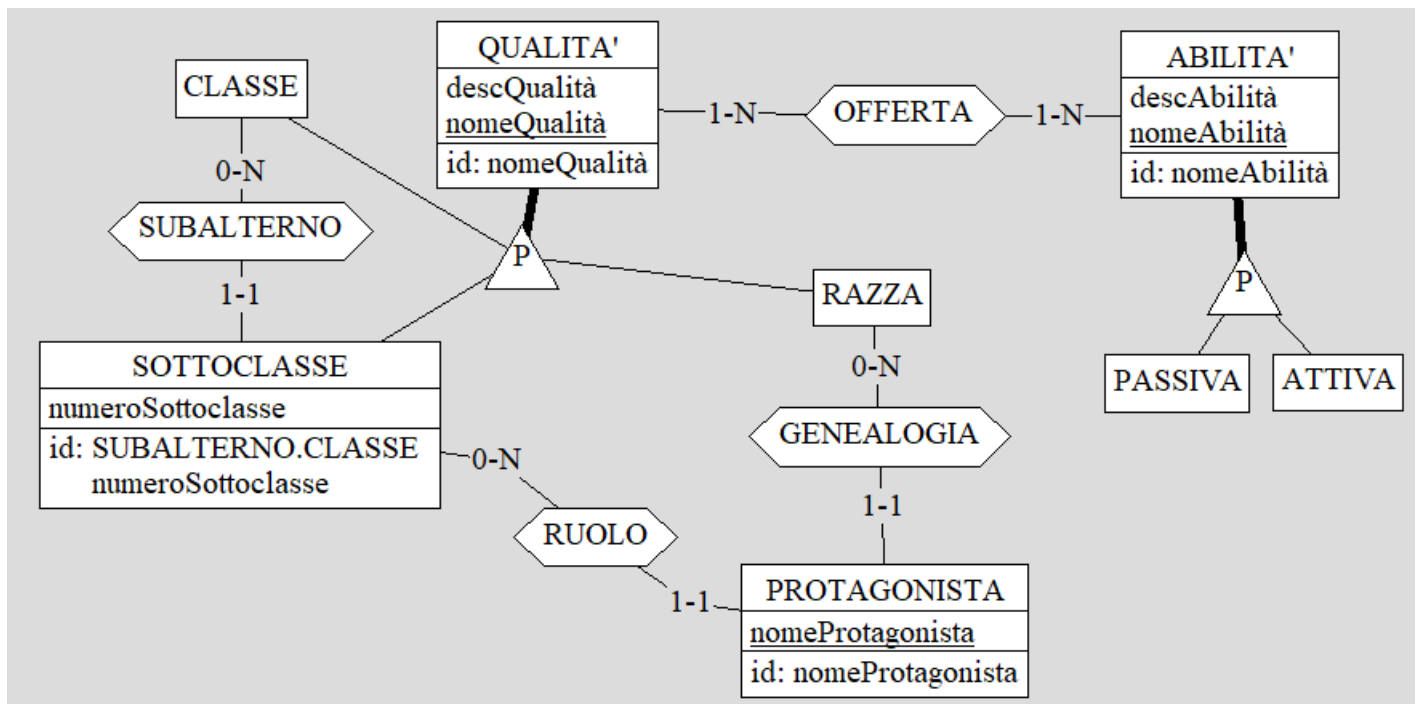 QUALITA'
descQualità
nomeQualità
id: nomeQualità
CLASSE
0-N
SUBALTERNO
1-1
1-N
OFFERTA
1-N
ABILITA'
descAbilità
nomeAbilità
id: nomeAbilità
P
P
PASSIVA
ATTIVA
RAZZA
0-N
GENEALOGIA
1-1
SOTTOCLASSE
numeroSottoclasse
id: SUBALTERNO.CLASSE
numeroSottoclasse
0-N
RUOLO
1-1
PROTAGONISTA
nomeProtagonista
id: nomeProtagonista